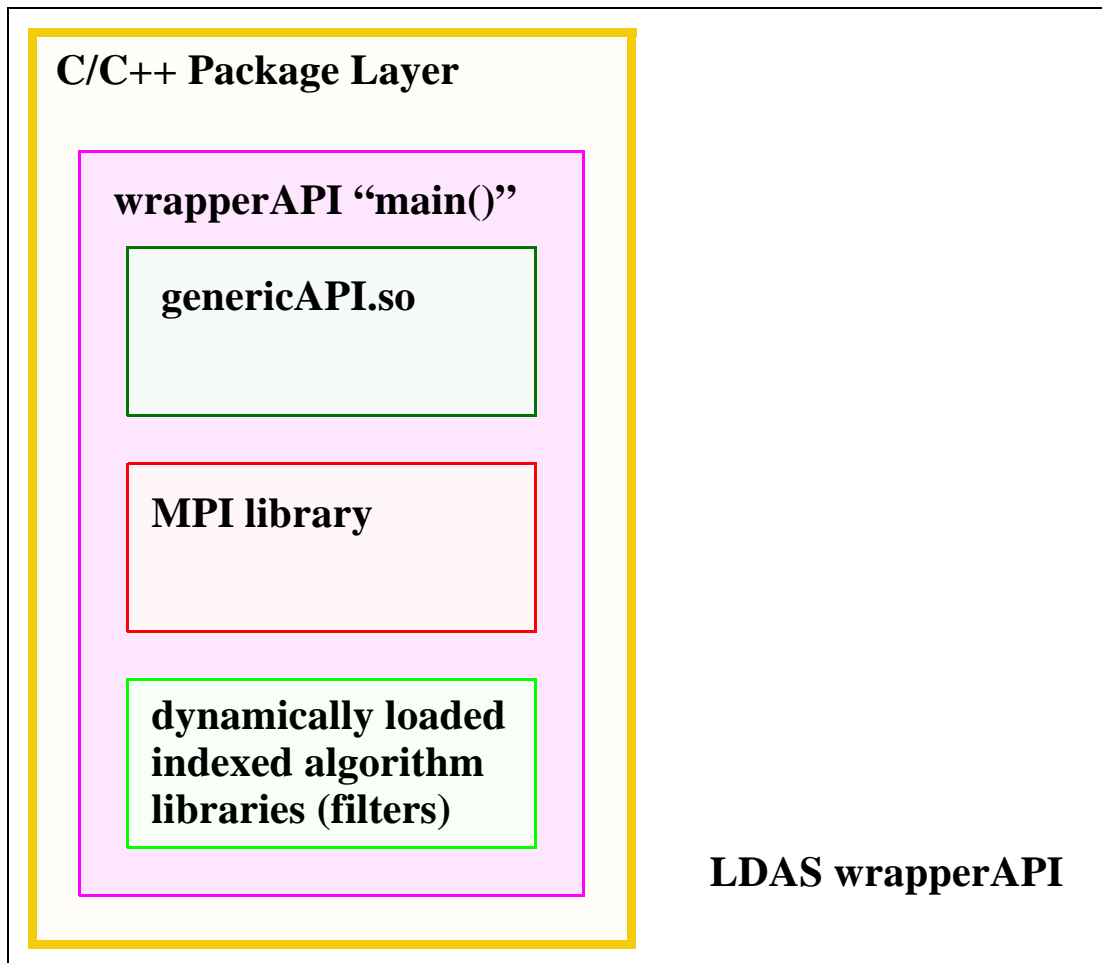 C/C++ Package Layer
wrapperAPI “main()”
genericAPI.so
MPI library
dynamically loaded
indexed algorithm
libraries (filters)
LDAS wrapperAPI